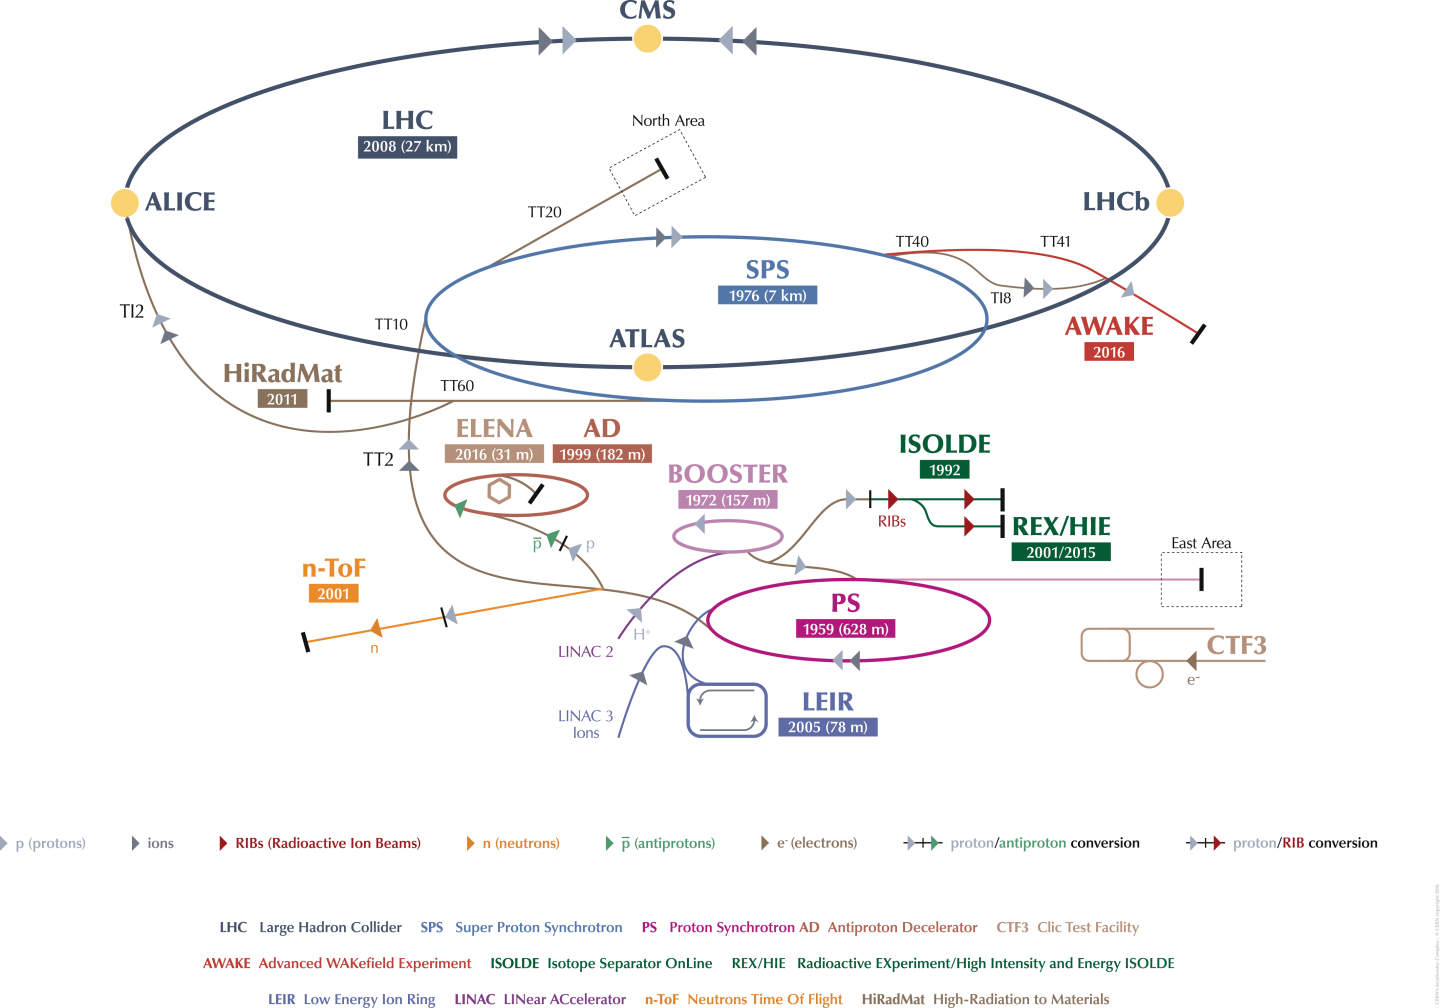 CMS
LHC
2008 (27 km)
North Area
ALICE
LHCb
TT20
TT40
TT41
SPS
1976 (7 km)
TI8
TI2
TT10
ATLAS
AWAKE
2016
HiRadMat
2011
TT60
ELENA
2016 (31 m)
AD
1999 (182 m)
TT2
BOOSTER
1972 (157 m)
ISOLDE
1992
RIBs
REX/HIE
2001/2015
p̅
p
East Area
n-ToF
2001
n
PS
1959 (628 m)
H⁺
LINAC 2
CTF3
e⁻
LINAC 3
Ions
LEIR
2005 (78 m)
p (protons) ions RIBs (Radioactive Ion Beams) n (neutrons) p̅ (antiprotons) e⁻ (electrons) proton/antiproton conversion proton/RIB conversion
LHC Large Hadron Collider SPS Super Proton Synchrotron PS Proton Synchrotron AD Antiproton Decelerator CTF3 Clic Test Facility
AWAKE Advanced WAKefield Experiment ISOLDE Isotope Separator OnLine REX/HIE Radioactive EXperiment/High Intensity and Energy ISOLDE
LEIR Low Energy Ion Ring LINAC LINear ACcelerator n-ToF Neutrons Time Of Flight HiRadMat High-Radiation to Materials